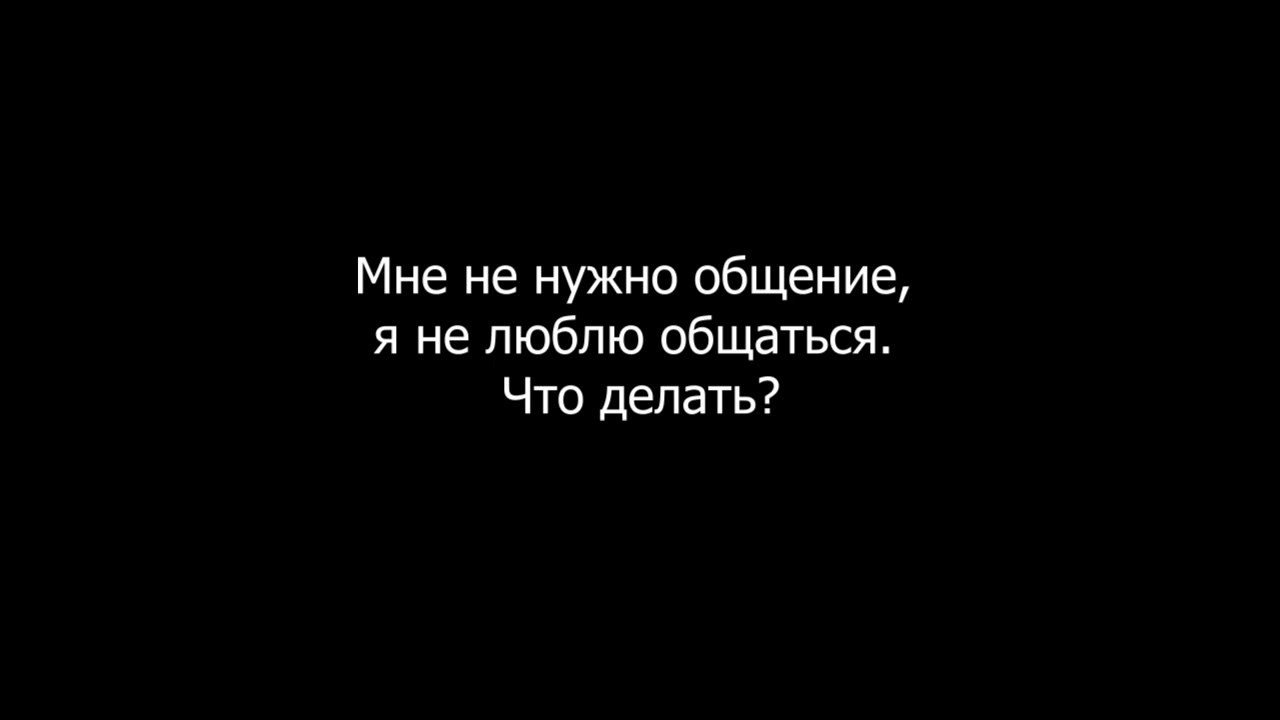 Мне не нужно общение,
я не люблю общаться.
Что делать?